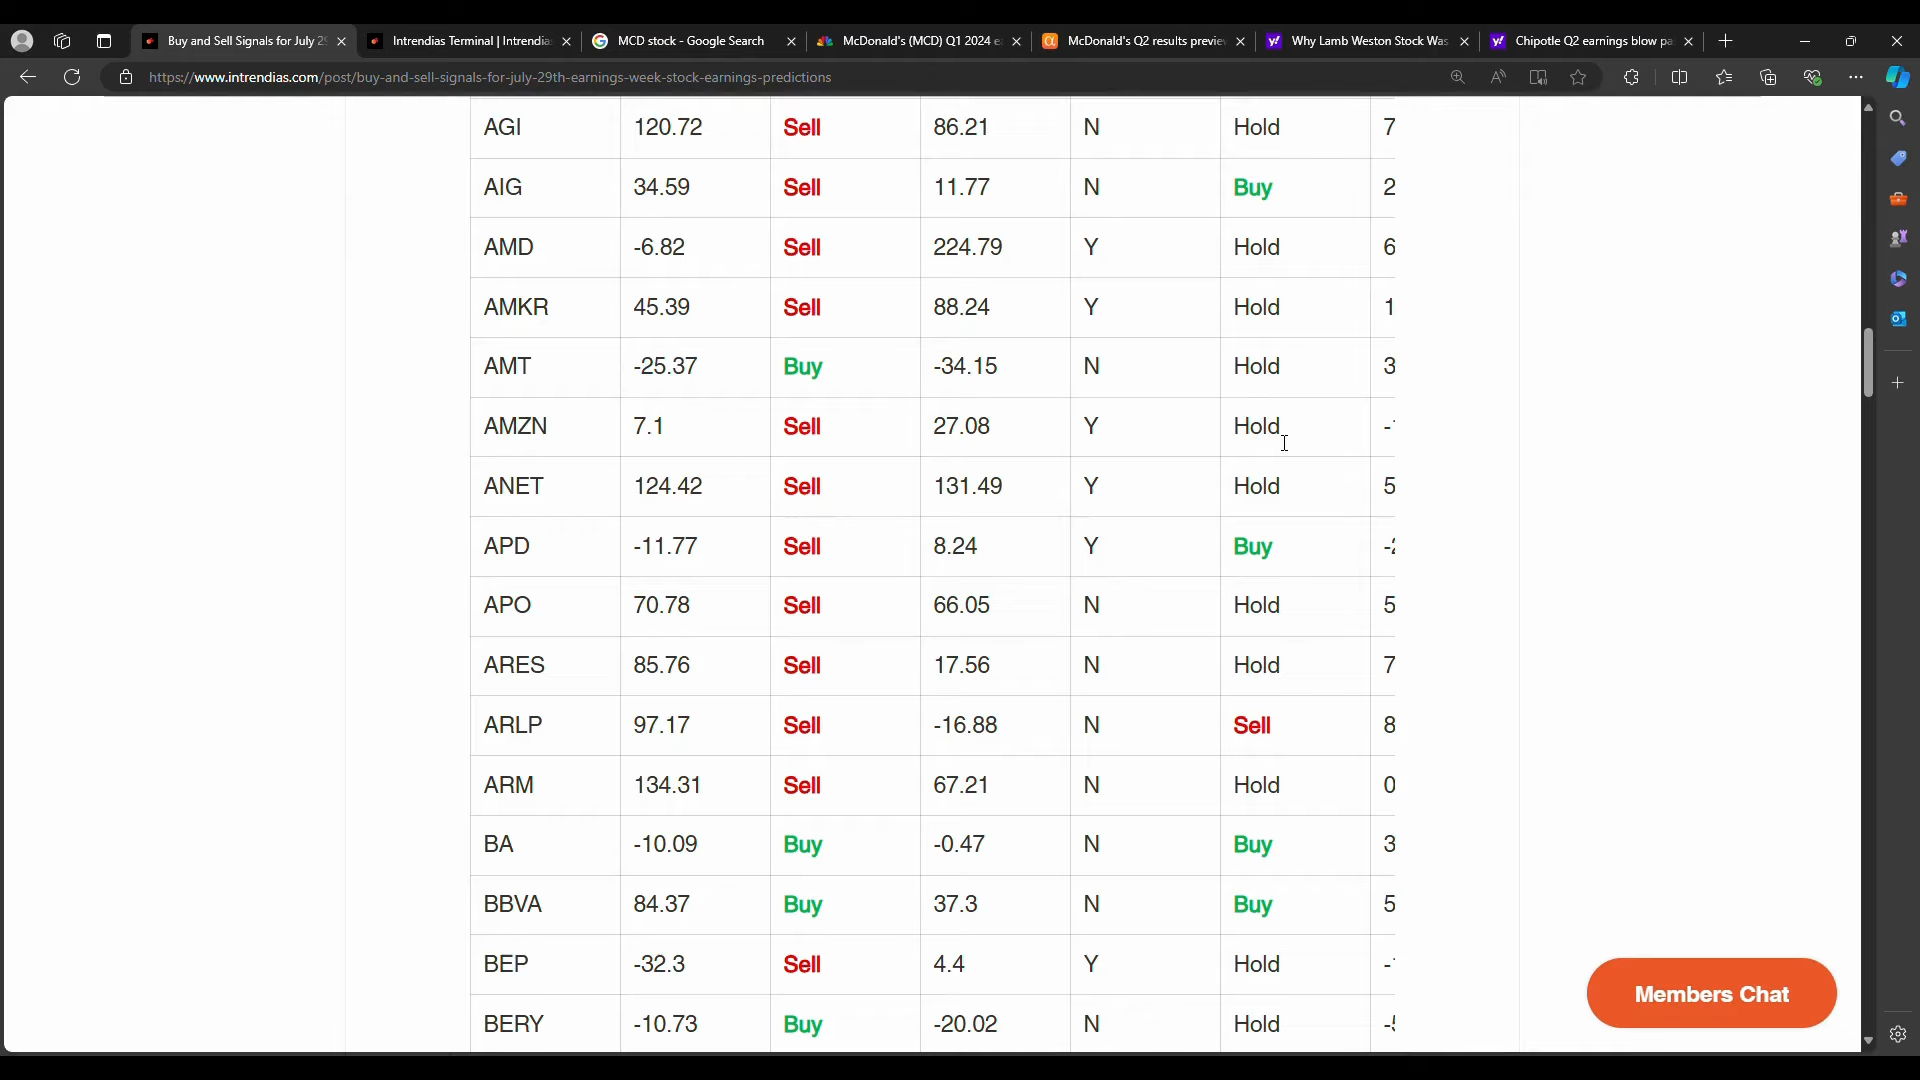 Buy and Sell Signals for July 29
Intrendias Terminal | Intrendia
MCD stock - Google Search
McDonald's (MCD) Q1 2024 e
McDonald's Q2 results previe
Why Lamb Weston Stock Was
Chipotle Q2 earnings blow pa
https://www.intrendias.com/post/buy-and-sell-signals-for-july-29th-earnings-week-stock-earnings-predictions
AGI 120.72 Sell 86.21 N Hold 7
AIG 34.59 Sell 11.77 N Buy 2
AMD -6.82 Sell 224.79 Y Hold 6
AMKR 45.39 Sell 88.24 Y Hold 1
AMT -25.37 Buy -34.15 N Hold 3
AMZN 7.1 Sell 27.08 Y Hold -1
ANET 124.42 Sell 131.49 Y Hold 5
APD -11.77 Sell 8.24 Y Buy -2
APO 70.78 Sell 66.05 N Hold 5
ARES 85.76 Sell 17.56 N Hold 7
ARLP 97.17 Sell -16.88 N Sell 8
ARM 134.31 Sell 67.21 N Hold 0
BA -10.09 Buy -0.47 N Buy 3
BBVA 84.37 Buy 37.3 N Buy 5
BEP -32.3 Sell 4.4 Y Hold -1
BERY -10.73 Buy -20.02 N Hold -5
Members Chat